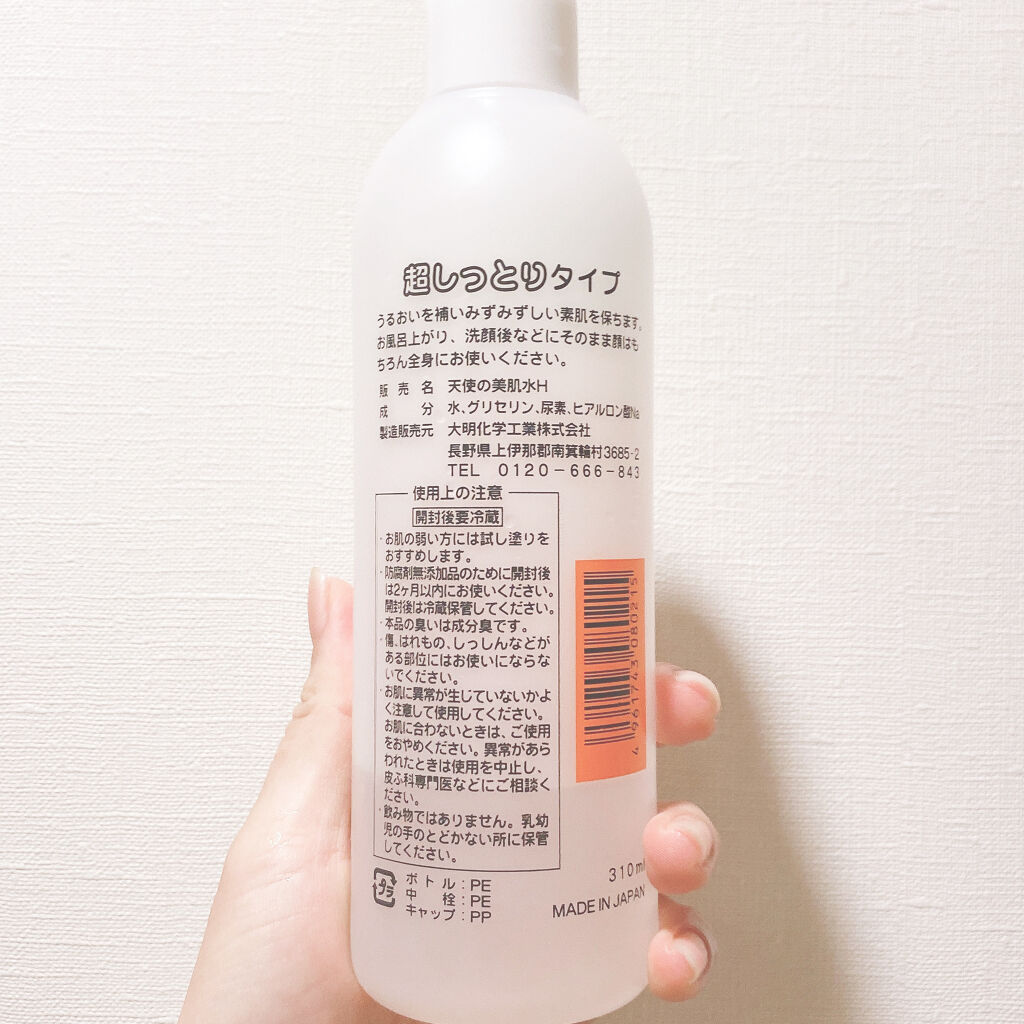 超しっとりタイプ
うるおいを補いみずみずしい素肌を保ちます。
お風呂上がり、洗顔後などにそのまま顔はも
ちろん全身にお使いください。
販売名 天使の美肌水H
成分 水、グリセリン、尿素、ヒアルロン酸Na
製造販売元 大明化学工業株式会社
長野県上伊那郡南箕輪村3685-2
TEL 0120-666-843
使用上の注意
開封後要冷蔵
・お肌の弱い方には試し塗りを
おすすめします。
・防腐剤無添加品のために開封後
は2ヶ月以内にお使いください。
開封後は冷蔵保管してください。
・本品の臭いは成分臭です。
・傷、はれもの、しっしんなどが
ある部位にはお使いにならな
いでください。
・お肌に異常が生じていないかよ
く注意して使用してください。
お肌に合わないときは、ご使用
をおやめください。異常があら
われたときは使用を中止し、
皮ふ科専門医などにご相談く
ださい。
・飲み物ではありません。乳幼
児の手のとどかない所に保管
してください。
4961743080215
プラ
ボトル:PE
中栓:PE
キャップ:PP
310ml
MADE IN JAPAN